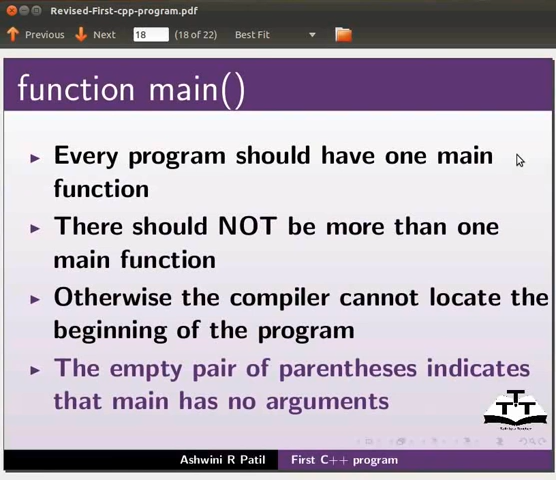 Revised-First-cpp-program.pdf
Previous Next 18 (18 of 22) Best Fit
function main()
Every program should have one main
function
There should NOT be more than one
main function
Otherwise the compiler cannot locate the
beginning of the program
The empty pair of parentheses indicates
that main has no arguments
Ashwini R Patil First C++ program